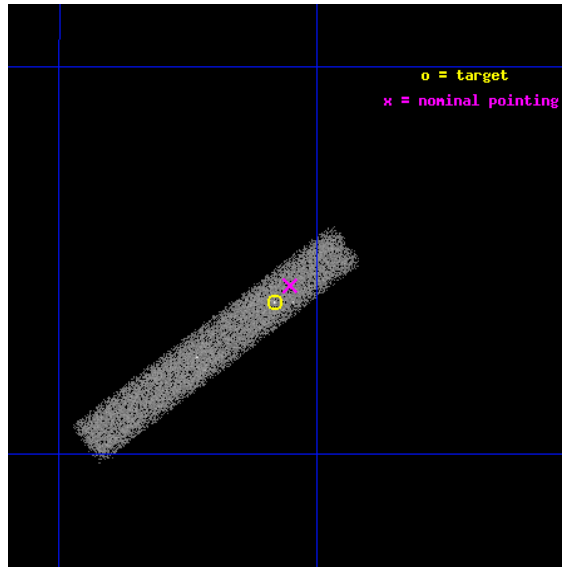 o = target
x = nominal pointing